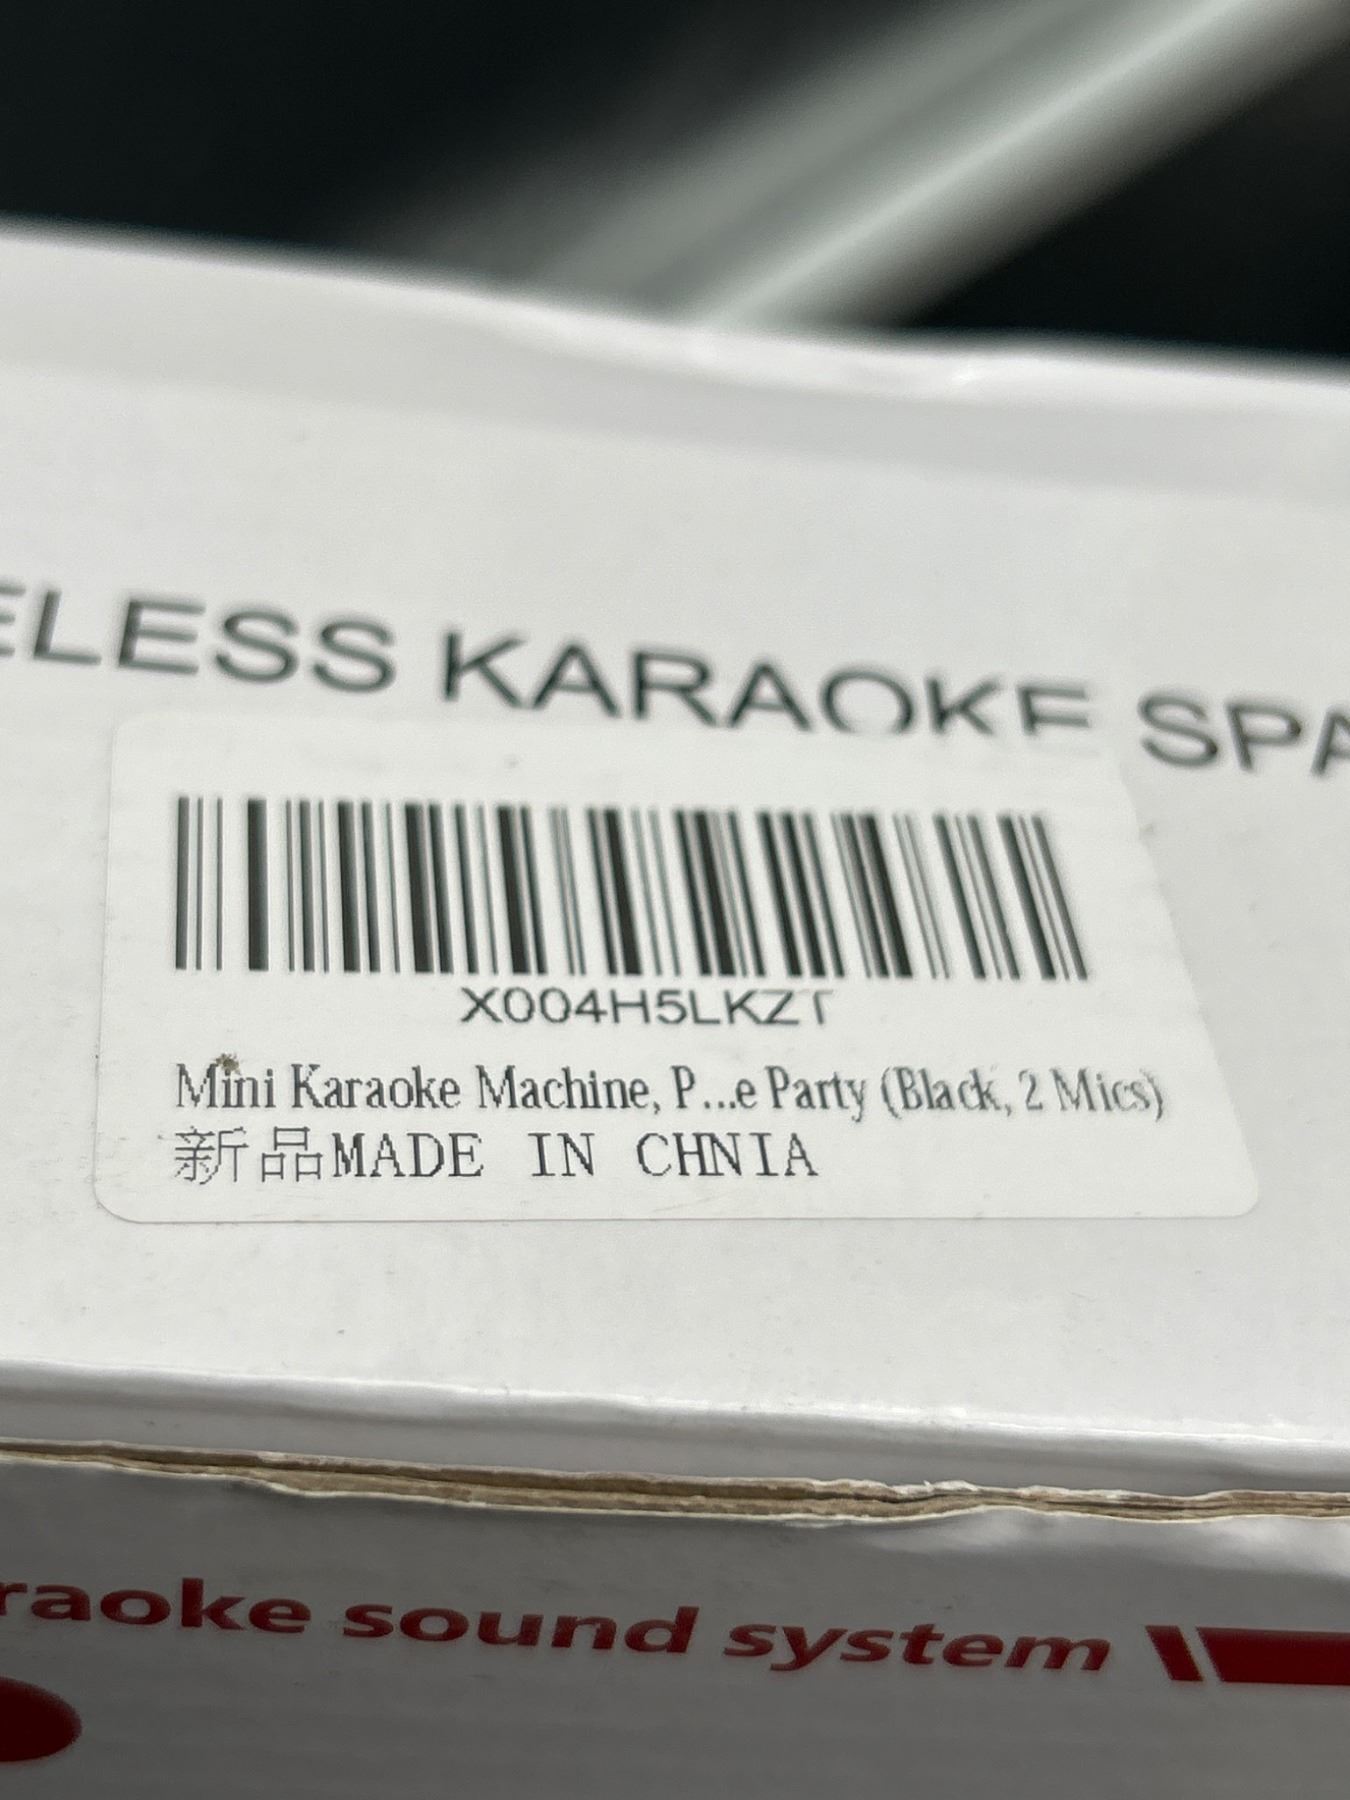 ELESS KARAOKE SPA
X004H5LKZT
Mini Karaoke Machine, P...e Party (Black, 2 Mics)
新品MADE IN CHNIA
raoke sound system